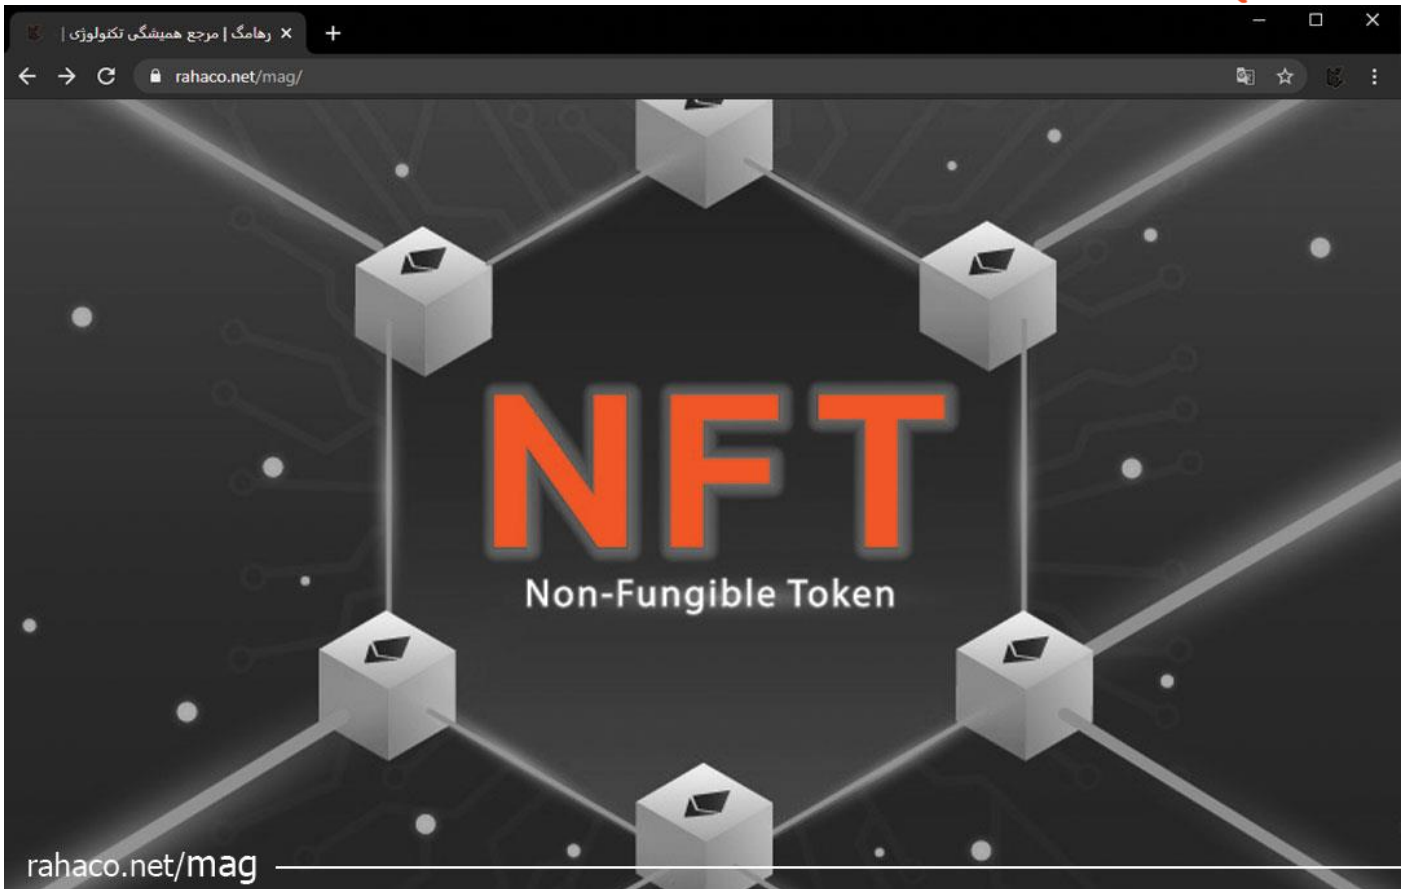 رهامگ | مرجع همیشگی تکنولوژی |
rahaco.net/mag/
NFT
Non-Fungible Token
rahaco.net/mag